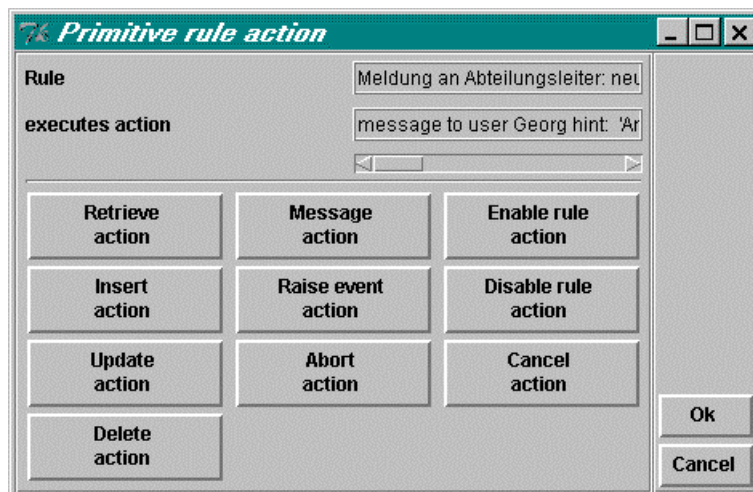 Primitive rule action
Rule
Meldung an Abteilungsleiter: neu
executes action
message to user Georg hint: 'Ar
Retrieve action
Message action
Enable rule action
Insert action
Raise event action
Disable rule action
Update action
Abort action
Cancel action
Delete action
Ok
Cancel